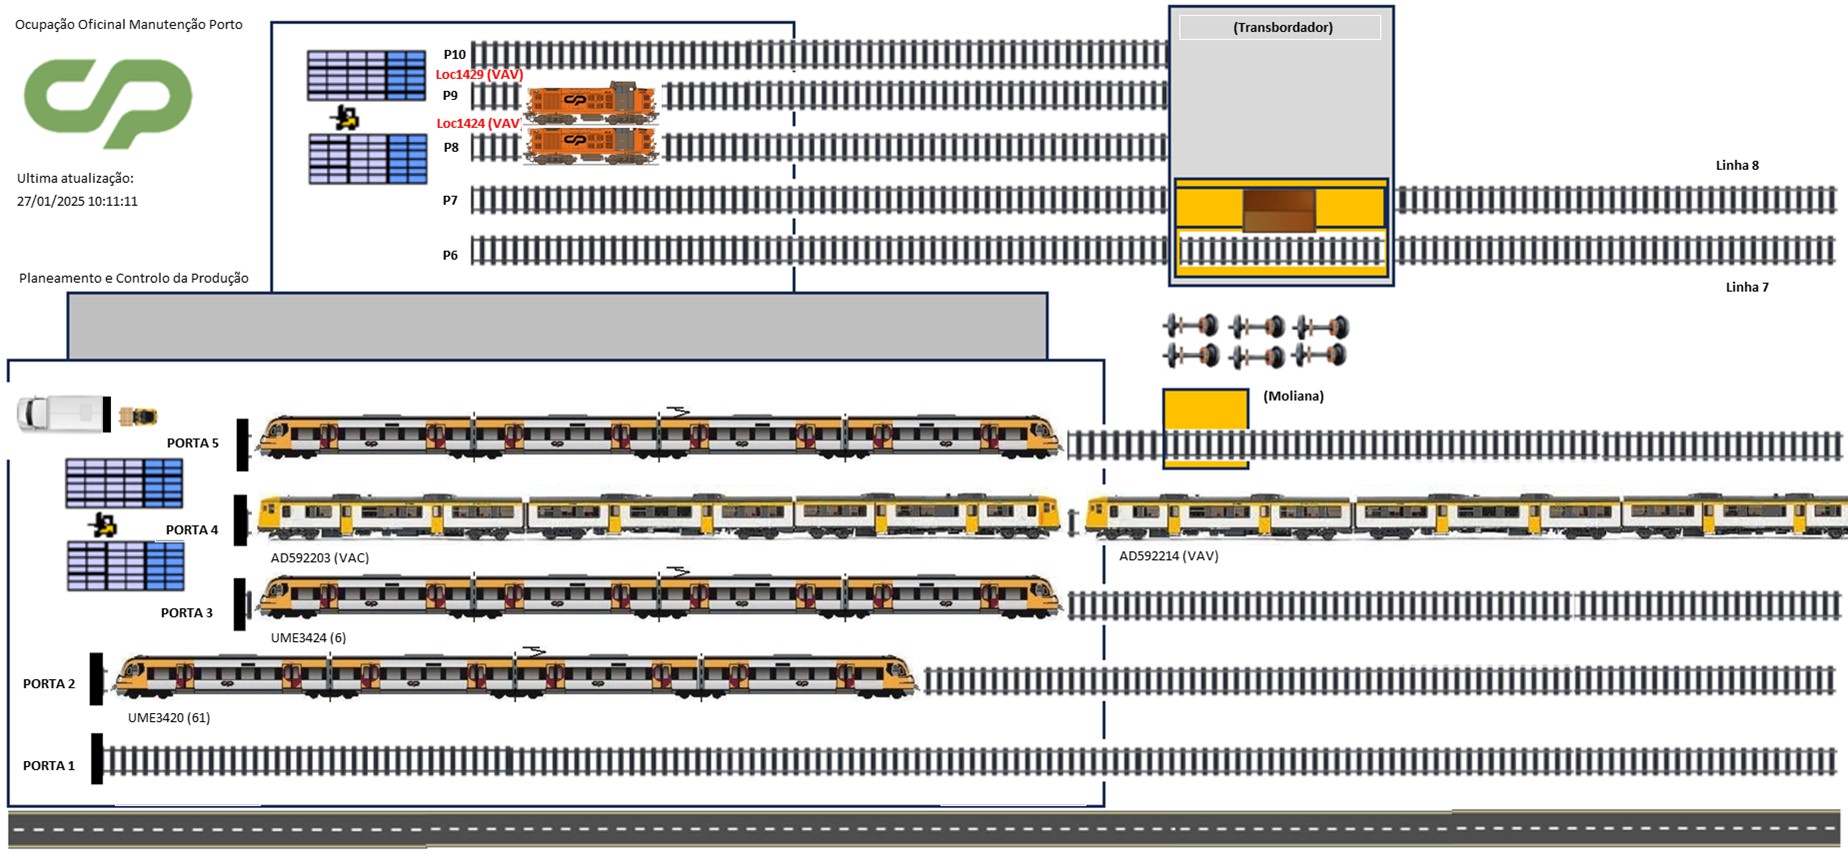 Ocupação Oficinal Manutenção Porto
(Transbordador)
P10
Loc1429 (VAV)
P9
Loc1424 (VAV)
P8
Linha 8
Ultima atualização:
27/01/2025 10:11:11
P7
P6
Planeamento e Controlo da Produção
Linha 7
(Moliana)
PORTA 5
PORTA 4
AD592203 (VAC)
AD592214 (VAV)
PORTA 3
UME3424 (6)
PORTA 2
UME3420 (61)
PORTA 1